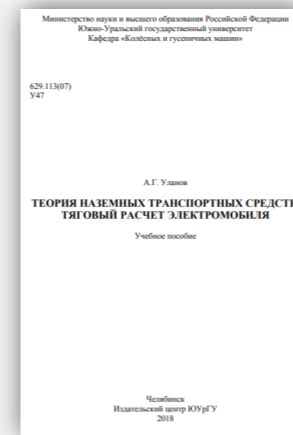 Министерство науки и высшего образования Российской Федерации
Южно-Уральский государственный университет
Кафедра «Колёсных и гусеничных машин»
629.113(07)
У47
А.Г. Уланов
ТЕОРИЯ НАЗЕМНЫХ ТРАНСПОРТНЫХ СРЕДСТВ
ТЯГОВЫЙ РАСЧЕТ ЭЛЕКТРОМОБИЛЯ
Учебное пособие
Челябинск
Издательский центр ЮУрГУ
2018